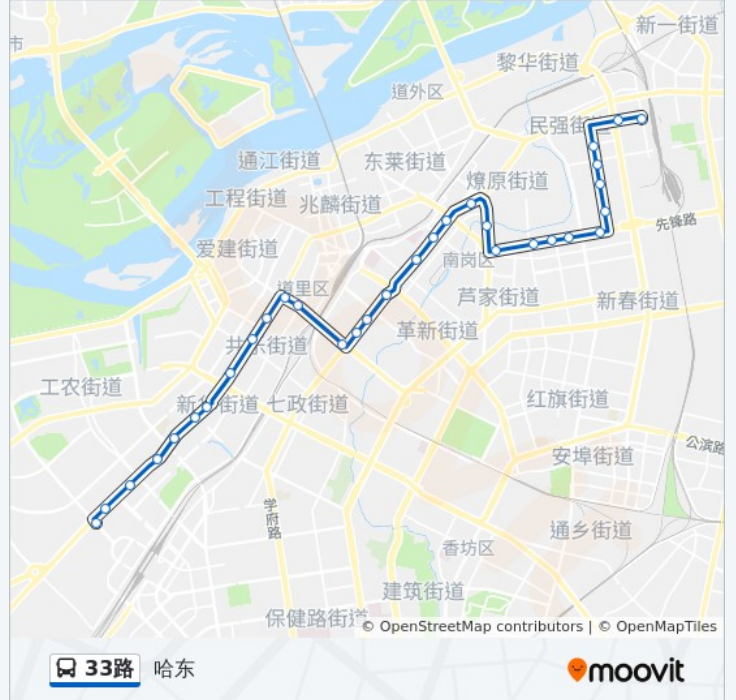 新一街道
市
黎华街道
道外区
民强街
通江街道
东莱街道
燎原街道
工程街道
兆麟街道
先锋路
爱建街道
南岗区
道里区
芦家街道
新春街道
革新街道
共乐街道
工农街道
新华街道
七政街道
红旗街道
公滨路
安埠街道
学府路
通乡街道
香坊区
建筑街道
保健路街道
© OpenStreetMap contributors | © OpenMapTiles
33路 哈东
moovit